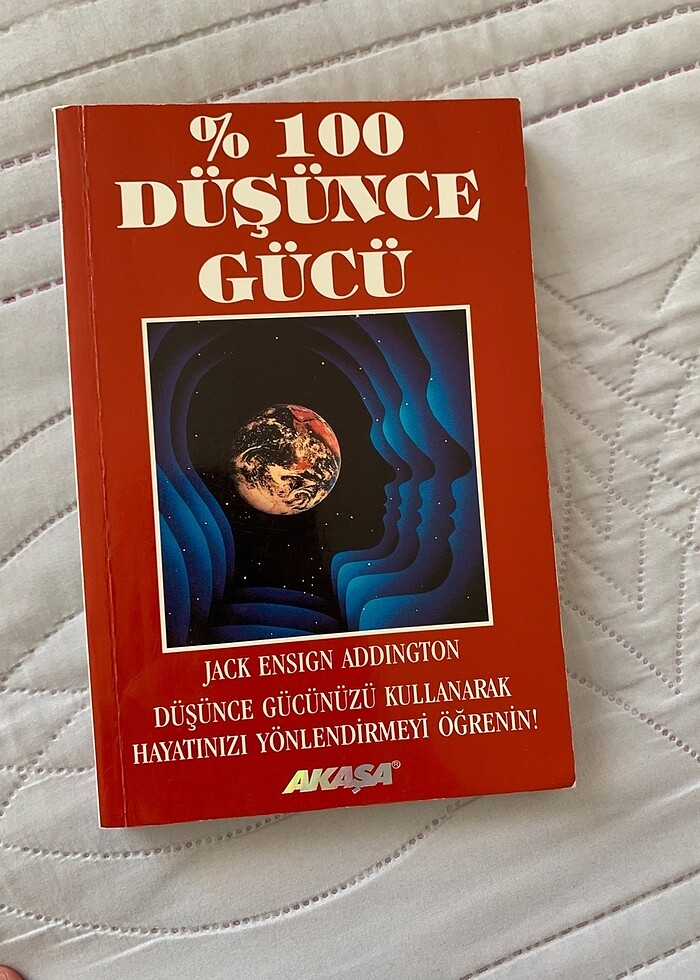 % 100
DÜŞÜNCE
GÜCÜ
JACK ENSIGN ADDINGTON
DÜŞÜNCE GÜCÜNÜZÜ KULLANARAK
HAYATINIZI YÖNLENDİRMEYİ ÖĞRENİN!
AKAŞA®